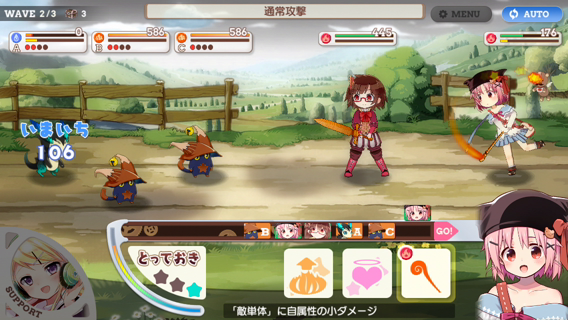 WAVE 2/3 3
通常攻撃
MENU
AUTO
A 0
B 586
C 586
445
176
いまいち
106
B A C GO!
とっておき
SUPPORT
「敵単体」に自属性の小ダメージ